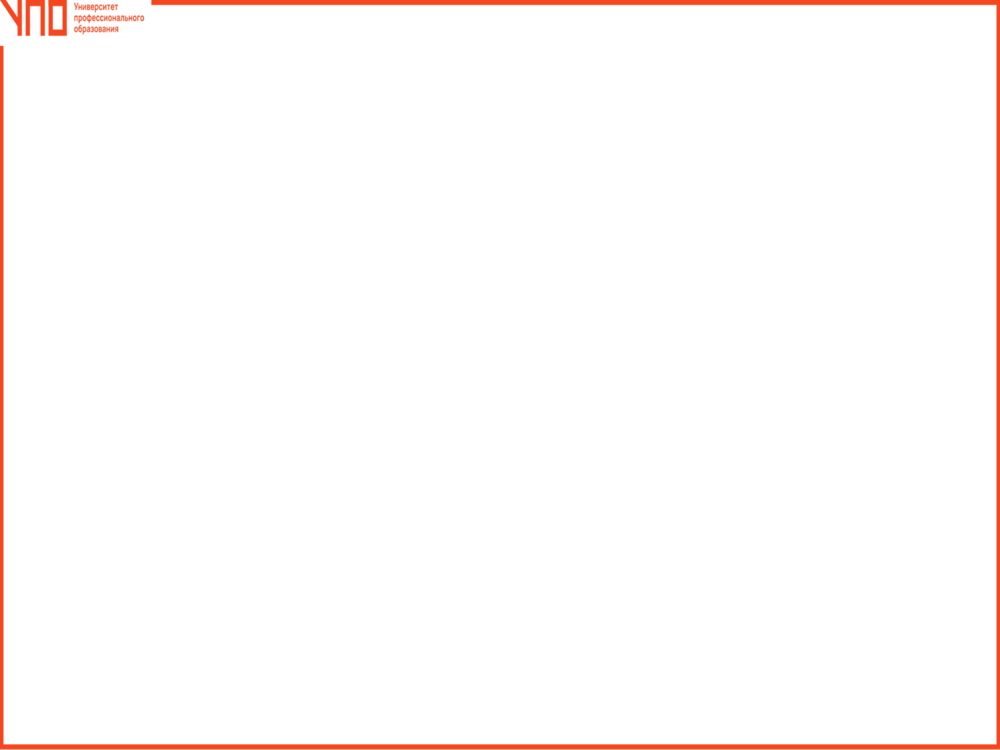 УПО
Университет
профессионального
образования